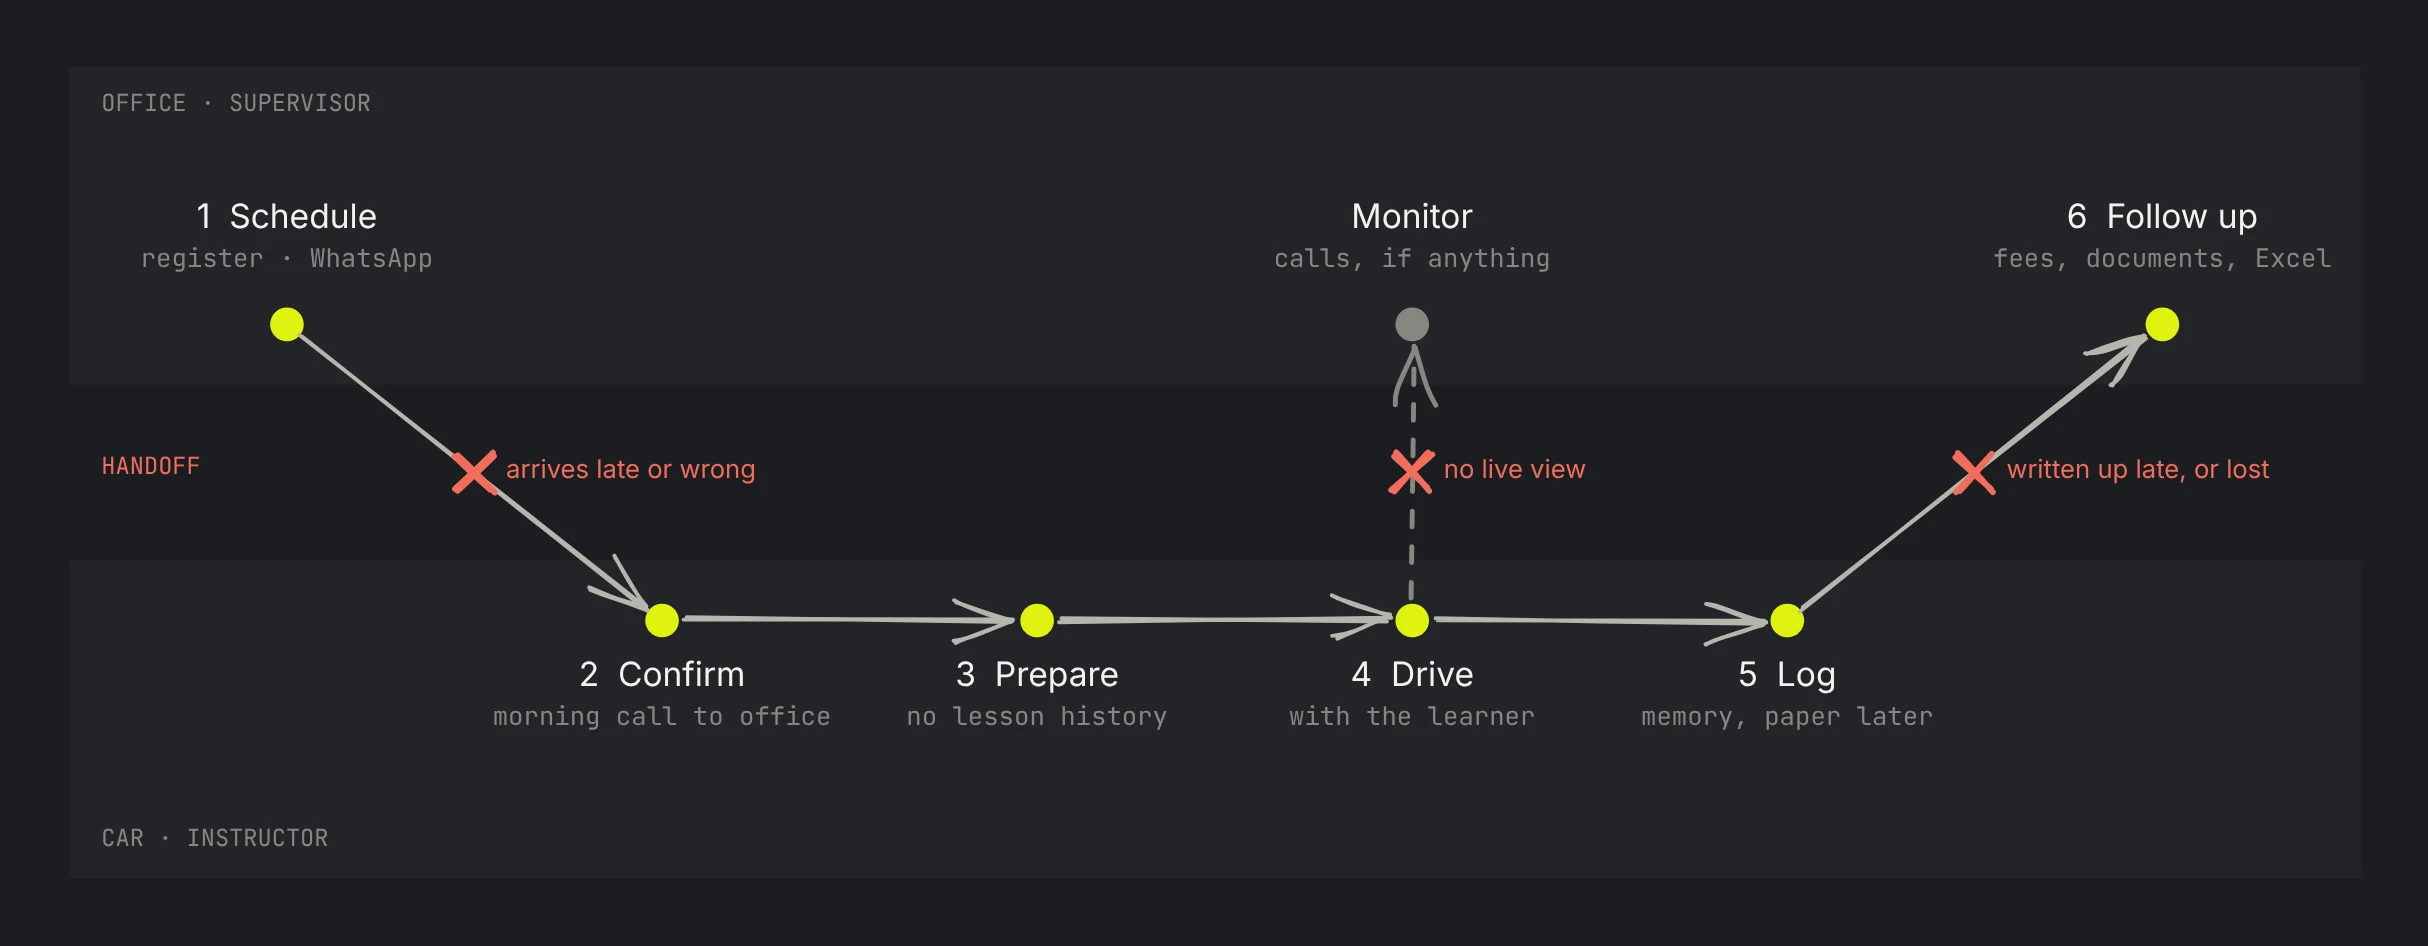 OFFICE · SUPERVISOR
1 Schedule
register · WhatsApp
Monitor
calls, if anything
6 Follow up
fees, documents, Excel
HANDOFF
arrives late or wrong
no live view
written up late, or lost
2 Confirm
morning call to office
3 Prepare
no lesson history
4 Drive
with the learner
5 Log
memory, paper later
CAR · INSTRUCTOR